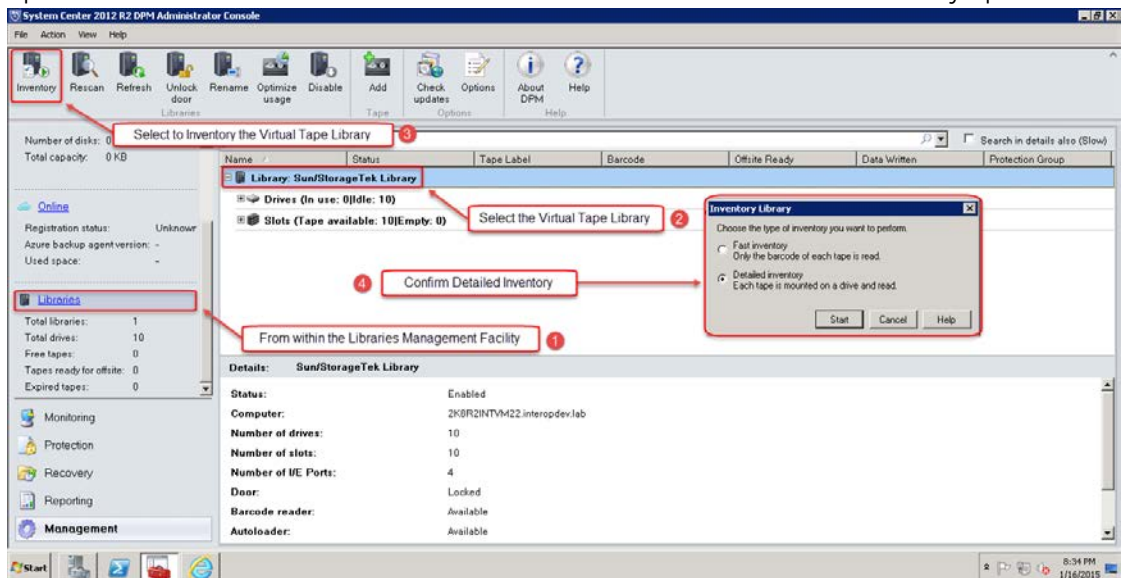 System Center 2012 R2 DPM Administrator Console
File Action View Help
Inventory Rescan Refresh Unlock door Rename Optimize usage Disable Add Check updates Options About DPM Help
Libraries Tape Options Help
Select to Inventory the Virtual Tape Library 3
Number of disks: 0
Total capacity: 0 KB
Search in details also (Slow)
Name Status Tape Label Barcode Offsite Ready Data Written Protection Group
Library: Sun/StorageTek Library
Drives (In use: 0|Idle: 10)
Slots (Tape available: 10|Empty: 0)
Select the Virtual Tape Library 2
Online
Registration status: Unknown
Azure backup agent version: -
Used space: -
Inventory Library
Choose the type of inventory you want to perform.
Fast inventory
Only the barcode of each tape is read.
Detailed inventory
Each tape is mounted on a drive and read.
Start Cancel Help
4 Confirm Detailed Inventory
Libraries
Total libraries: 1
Total drives: 10
Free tapes: 0
Tapes ready for offsite: 0
Expired tapes: 0
From within the Libraries Management Facility 1
Details: Sun/StorageTek Library
Status: Enabled
Computer: 2K8R2INTVM22.interopdev.lab
Number of drives: 10
Number of slots: 10
Number of I/E Ports: 4
Door: Locked
Barcode reader: Available
Autoloader: Available
Monitoring
Protection
Recovery
Reporting
Management
Start
8:34 PM
1/16/2015